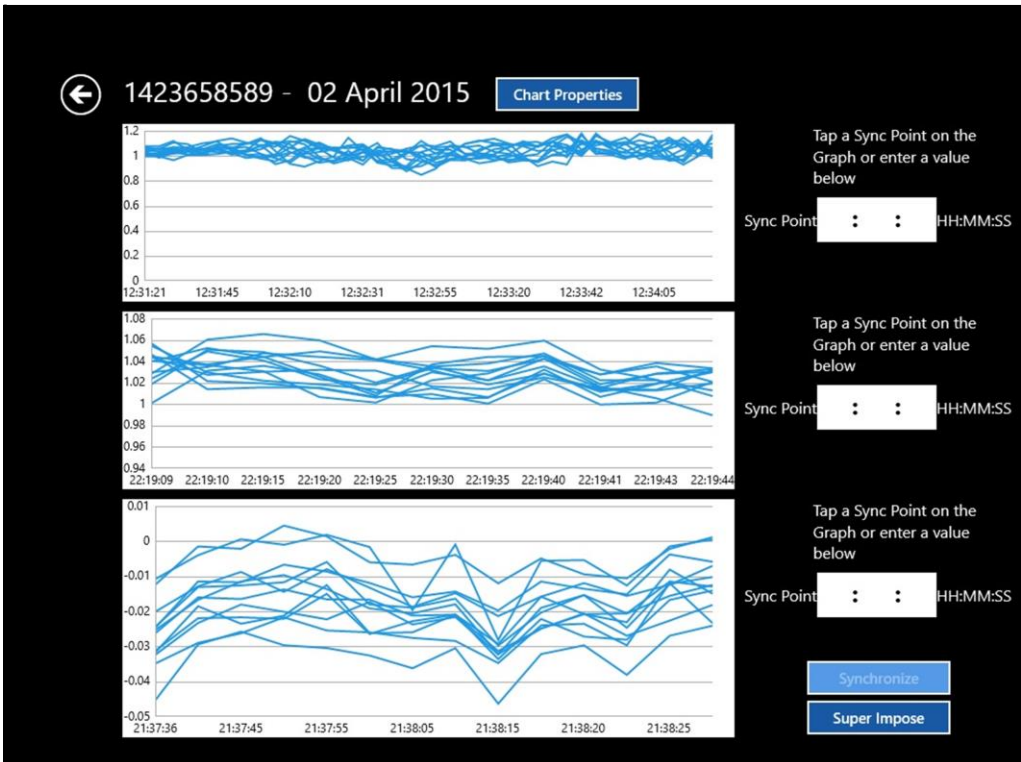 1423658589 - 02 April 2015
Chart Properties
1.2
1
0.8
0.6
0.4
0.2
0
12:31:21 12:31:45 12:32:10 12:32:31 12:32:55 12:33:20 12:33:42 12:34:05
Tap a Sync Point on the
Graph or enter a value
below
Sync Point : : HH:MM:SS
1.08
1.06
1.04
1.02
1
0.98
0.96
0.94
22:19:09 22:19:10 22:19:15 22:19:20 22:19:25 22:19:30 22:19:35 22:19:40 22:19:41 22:19:43 22:19:44
Tap a Sync Point on the
Graph or enter a value
below
Sync Point : : HH:MM:SS
0.01
0
-0.01
-0.02
-0.03
-0.04
-0.05
21:37:36 21:37:45 21:37:55 21:38:05 21:38:15 21:38:20 21:38:25
Tap a Sync Point on the
Graph or enter a value
below
Sync Point : : HH:MM:SS
Synchronize
Super Impose